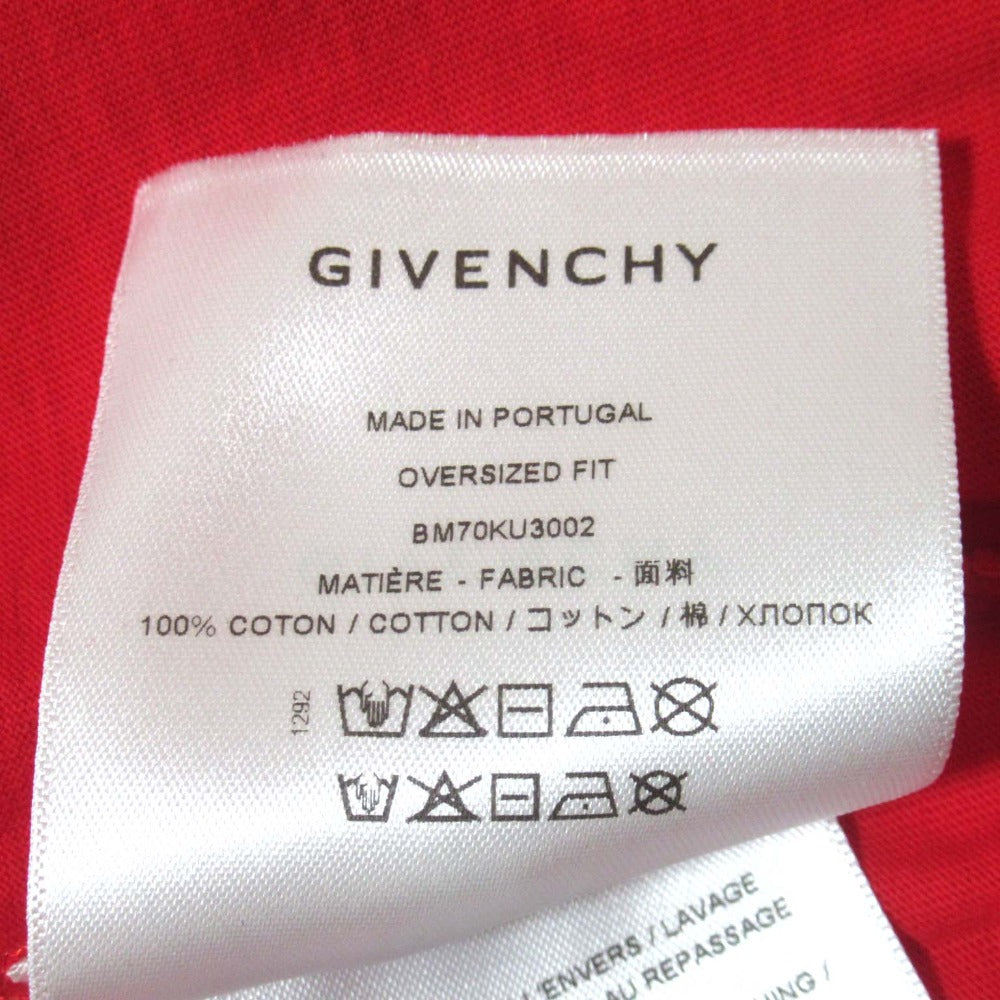 GIVENCHY
MADE IN PORTUGAL
OVERSIZED FIT
BM70KU3002
MATIÈRE - FABRIC - 面料
100% COTON / COTTON / コットン / 棉 / ХЛОПОК
1292
L'ENVERS / LAVAGE
AU REPASSAGE